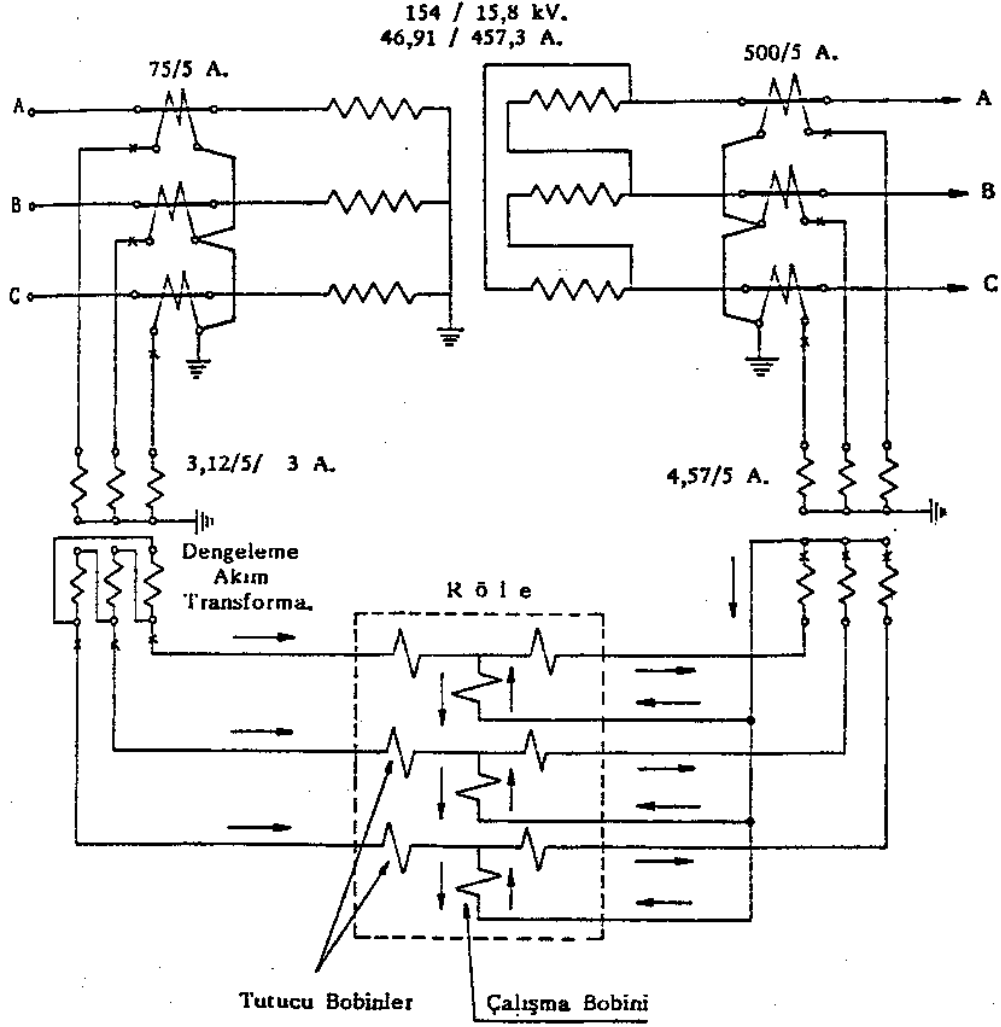 154 / 15,8 kV.
46,91 / 457,3 A.
75/5 A.
500/5 A.
A
A
B
B
C
C
3,12/5/ 3 A.
4,57/5 A.
Dengeleme
Akım
Transforma.
Röle
Tutucu Bobinler
Çalışma Bobini